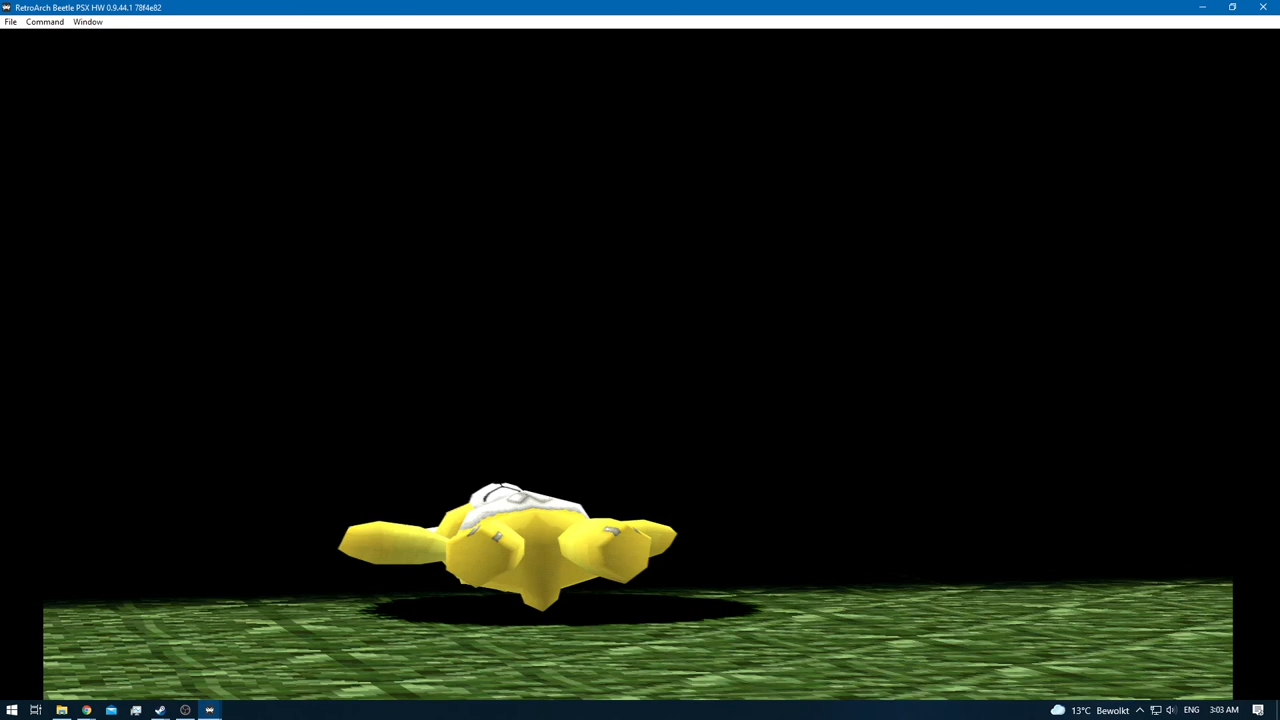 RetroArch Beetle PSX HW 0.9.44.1 78f4e82
File Command Window
13°C Bewolkt ENG 3:03 AM